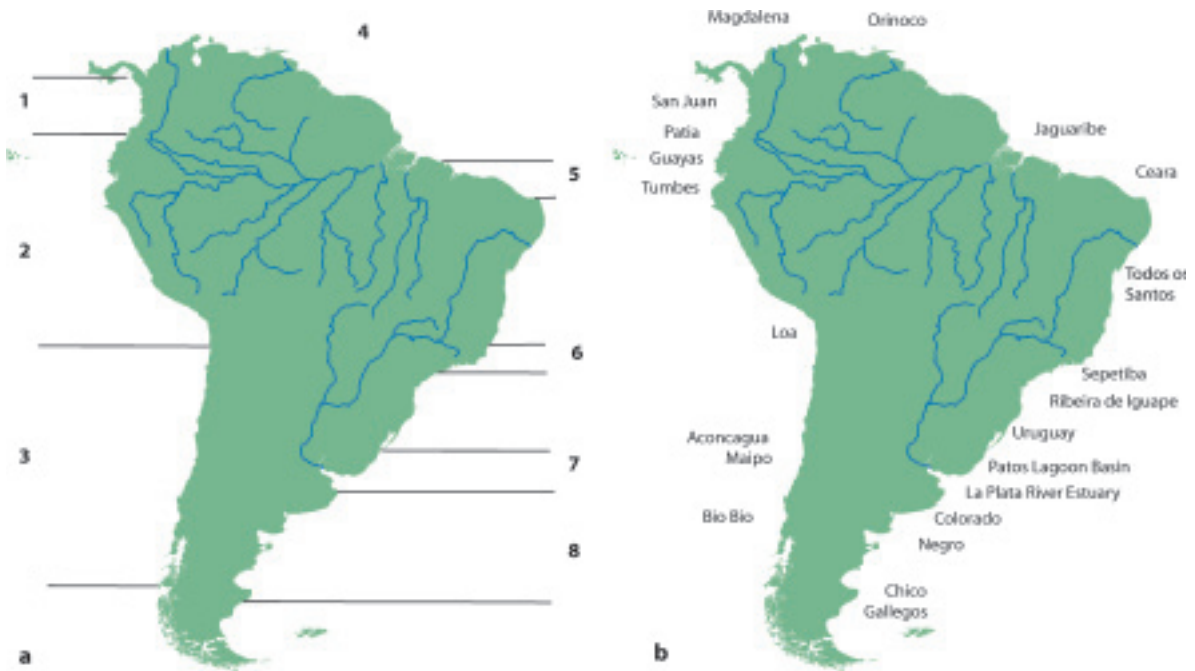 4
1
2
3
5
6
7
8
a
Magdalena
Orinoco
San Juan
Patia
Guayas
Tumbes
Jaguaribe
Ceara
Todos os
Santos
Loa
Sepetiba
Ribeira de Iguape
Uruguay
Aconcagua
Maipo
Patos Lagoon Basin
La Plata River Estuary
Bio Bio
Colorado
Negro
Chico
Gallegos
b